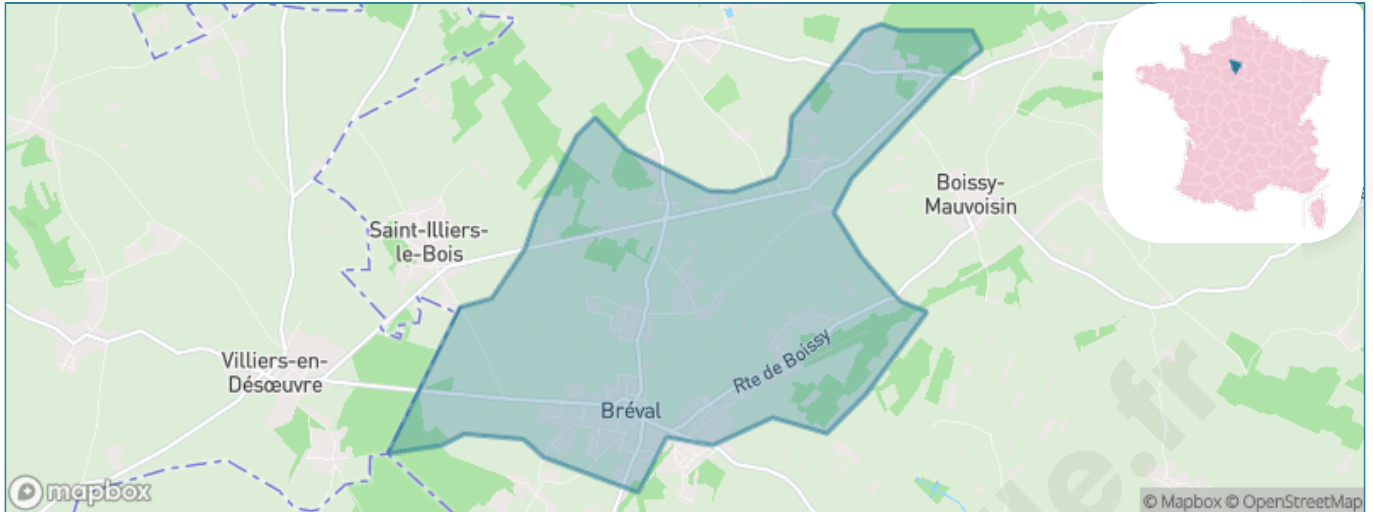 Boissy-
Mauvoisin
Saint-Illiers-
le-Bois
Villiers-en-
Désœuvre
Rte de Boissy
Bréval
mapbox
© Mapbox © OpenStreetMap